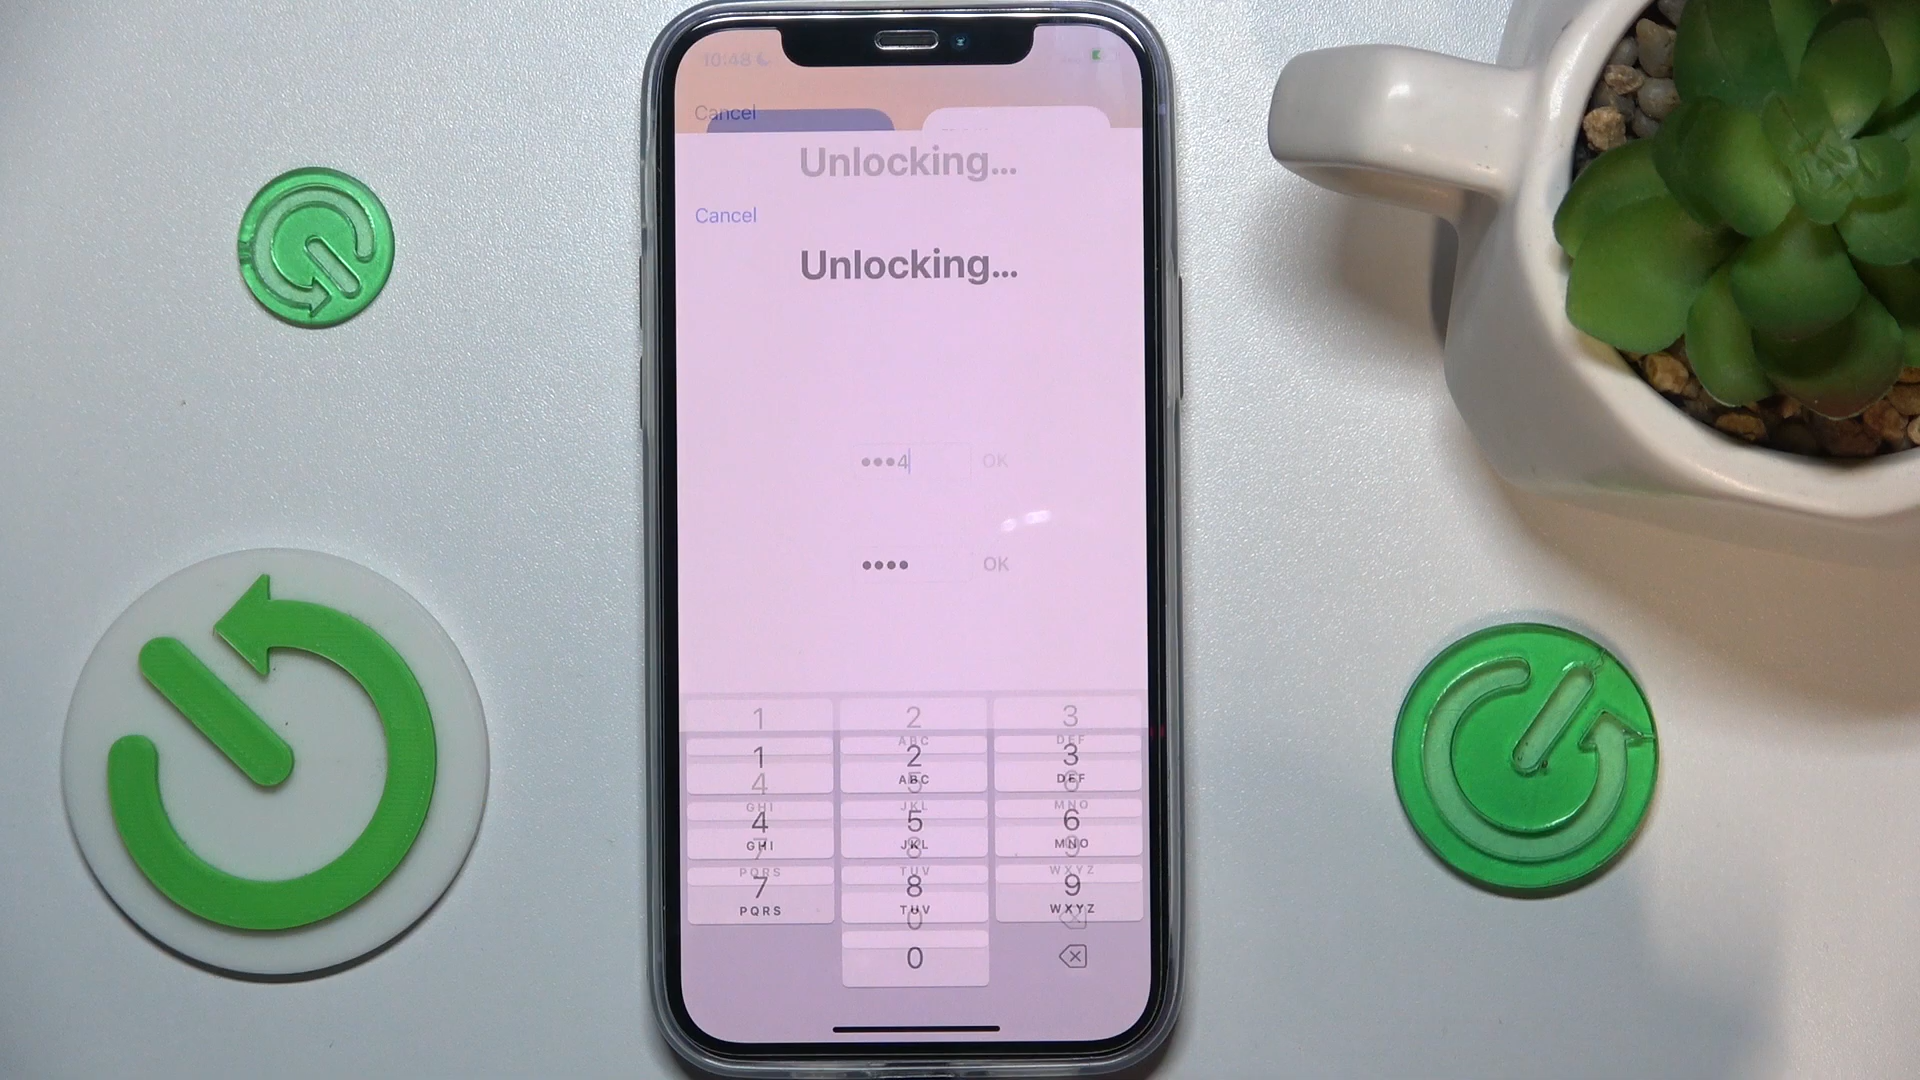 10:48
Cancel
Unlocking...
Cancel
Unlocking...
•••4 OK
•••• OK
1 2 3
ABC DEF
1 2 3
ABC DEF
4 5 6
GHI JKL MNO
4 5 6
GHI JKL MNO
7 8 9
PQRS TUV WXYZ
7 8 9
PQRS TUV WXYZ
0
0